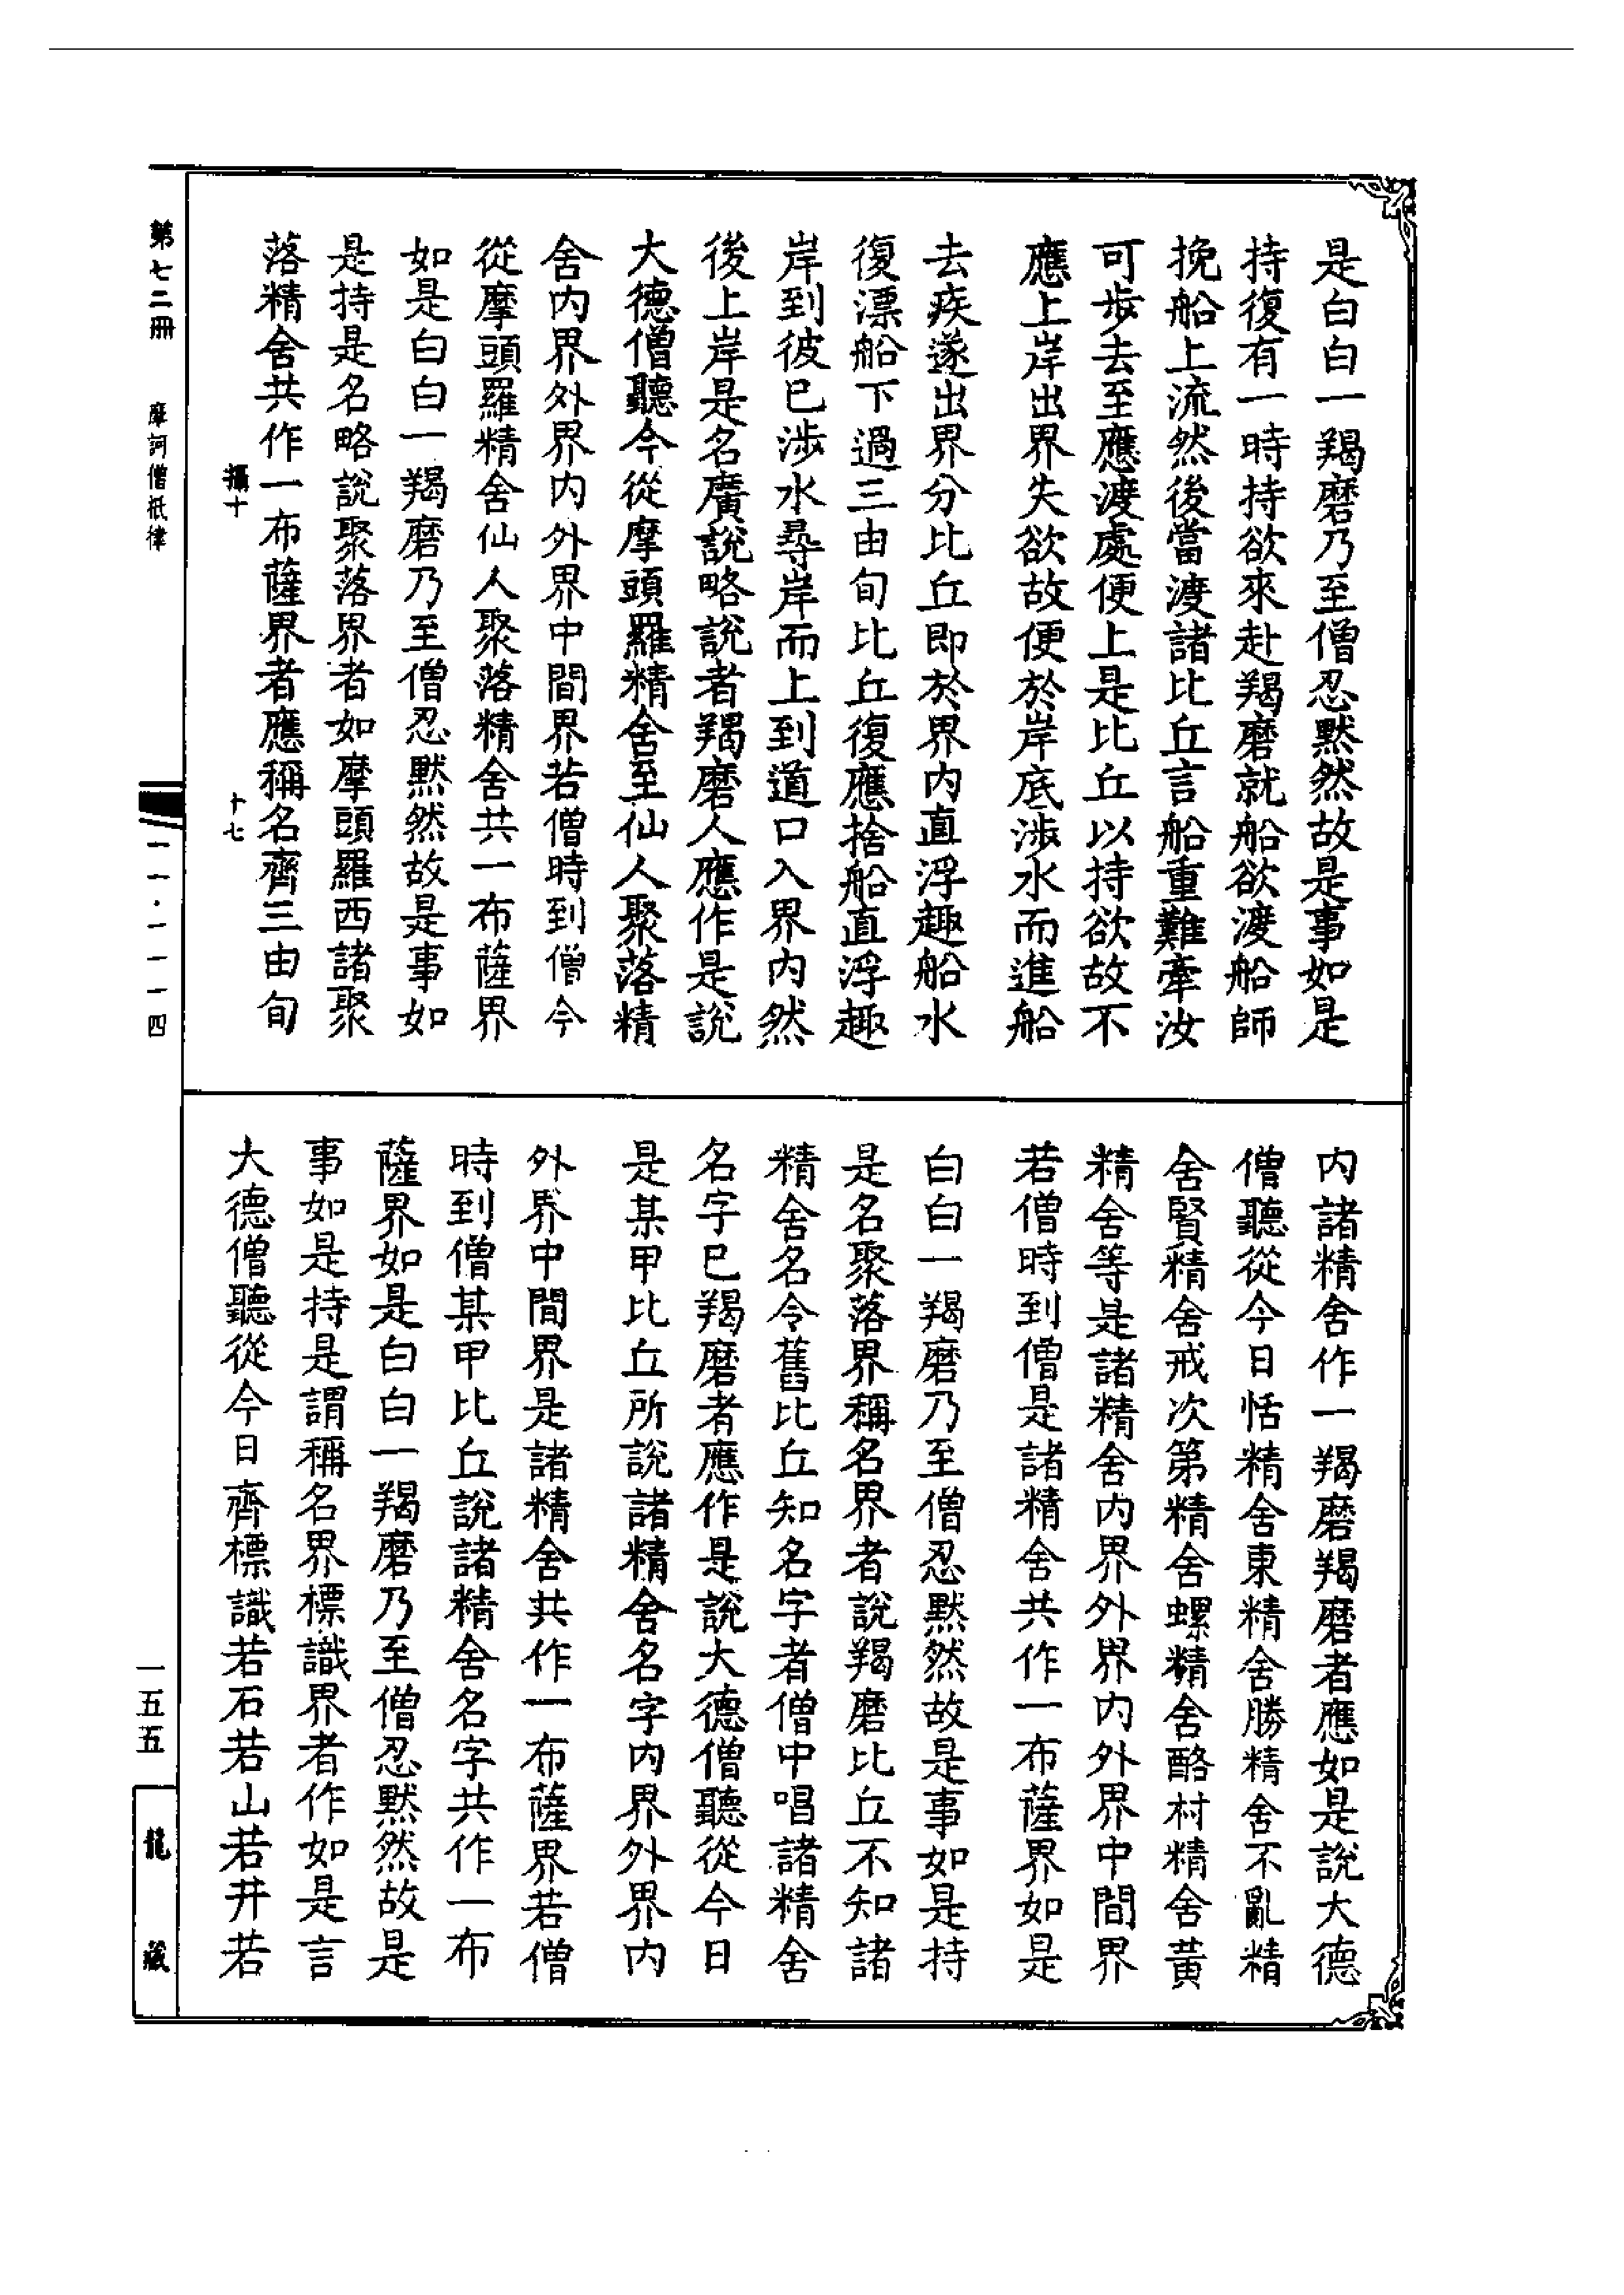 是白白一羯磨乃至僧忍黙然故是事如是
持復有一時持欲來赴羯磨就船欲渡船師
挽船上流然後當渡諸比丘言船重難牽汝
可歩去至應渡處便上是比丘以持欲故不
應上岸出界失欲故便於岸底涉水而進船
去疾遂出界分比丘即於界内直浮趣船水
復漂船下過三由旬比丘復應捨船直浮趣
岸到彼已涉水尋岸而上到道口入界内然
後上岸是名廣說略說者羯磨人應作是說
大德僧聽今從摩頭羅精舍至仙人聚落精
舍内界外界内外界中間界若僧時到僧今
從摩頭羅精舍仙人聚落精舍共一布薩界
如是白白一羯磨乃至僧忍黙然故是事如
是持是名略說聚落界者如摩頭羅西諸聚
落精舍共作一布薩界者應稱名齊三由旬
攝十
十七
内諸精舍作一羯磨羯磨者應如是說大德
僧聽從今日恬精舍東精舍勝精舍不亂精
舍賢精舍戒次第精舍螺精舍酪村精舍黃
精舍等是諸精舍内界外界内外界中間界
若僧時到僧是諸精舍共作一布薩界如是
白白一羯磨乃至僧忍黙然故是事如是持
是名聚落界稱名界者說羯磨比丘不知諸
精舍名令舊比丘知名字者僧中唱諸精舍
名字已羯磨者應作是說大德僧聽從今日
是某甲比丘所說諸精舍名字内界外界内
外界中間界是諸精舍共作一布薩界若僧
時到僧某甲比丘說諸精舍名字共作一布
薩界如是白白一羯磨乃至僧忍黙然故是
事如是持是謂稱名界標識界者作如是言
大德僧聽從今日齊標識若石若山若井若
第七二冊
摩訶僧祇律
一一·一一一四
一五五
龍藏